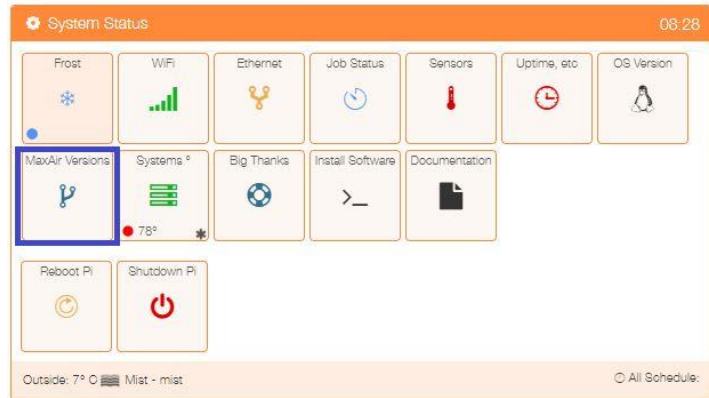 System Status 08:28
Frost WiFi Ethernet Job Status Sensors Uptime, etc OS Version
MaxAir Versions Systems ° Big Thanks Install Software Documentation
78°
Reboot Pi Shutdown Pi
Outside: 7° C Mist - mist All Schedule: